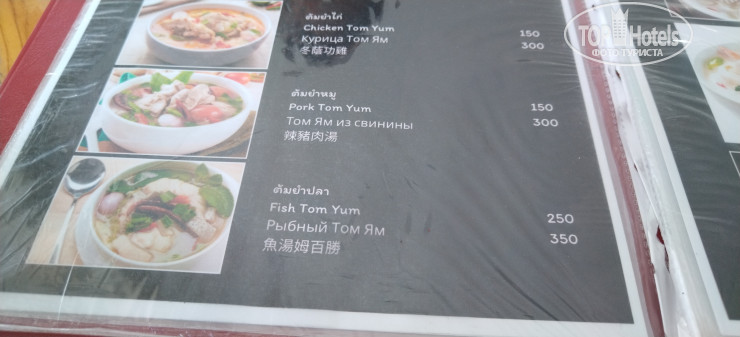 ต้มยำไก่
Chicken Tom Yum 150
Курица Том Ям 300
冬蔭功雞
ต้มยำหมู
Pork Tom Yum 150
Том Ям из свинины 300
辣豬肉湯
ต้มยำปลา
Fish Tom Yum 250
Рыбный Том Ям 350
魚湯姆百勝
TOP Hotels
ФОТО ТУРИСТА